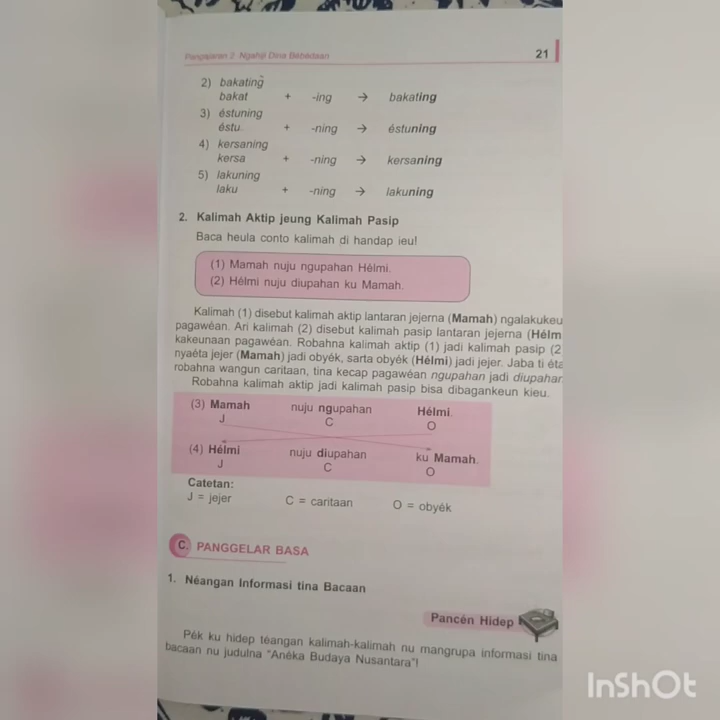 Pangajaran 2 Ngahiji Dina Bébédaan 21
2) bakating
bakat + -ing → bakating
3) éstuning
éstu + -ning → éstuning
4) kersaning
kersa + -ning → kersaning
5) lakuning
laku + -ning → lakuning
2. Kalimah Aktip jeung Kalimah Pasip
Baca heula conto kalimah di handap ieu!
(1) Mamah nuju ngupahan Hélmi.
(2) Hélmi nuju diupahan ku Mamah.
Kalimah (1) disebut kalimah aktip lantaran jejerna (Mamah) ngalakukeu
pagawéan. Ari kalimah (2) disebut kalimah pasip lantaran jejerna (Hélm
kakeunaan pagawéan. Robahna kalimah aktip (1) jadi kalimah pasip (2
nyaéta jejer (Mamah) jadi obyék, sarta obyék (Hélmi) jadi jejer. Jaba ti éta
robahna wangun caritaan, tina kecap pagawéan ngupahan jadi diupahan
Robahna kalimah aktip jadi kalimah pasip bisa dibagankeun kieu.
(3) Mamah nuju ngupahan Hélmi.
J C O
(4) Hélmi nuju diupahan ku Mamah.
J C O
Catetan:
J = jejer C = caritaan O = obyék
C. PANGGELAR BASA
1. Néangan Informasi tina Bacaan
Pancén Hidep
Pék ku hidep téangan kalimah-kalimah nu mangrupa informasi tina
bacaan nu judulna "Anéka Budaya Nusantara"!
InShOt